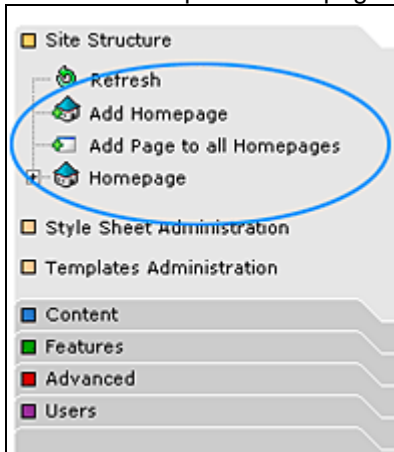 Site Structure
Refresh
Add Homepage
Add Page to all Homepages
Homepage
Style Sheet Administration
Templates Administration
Content
Features
Advanced
Users